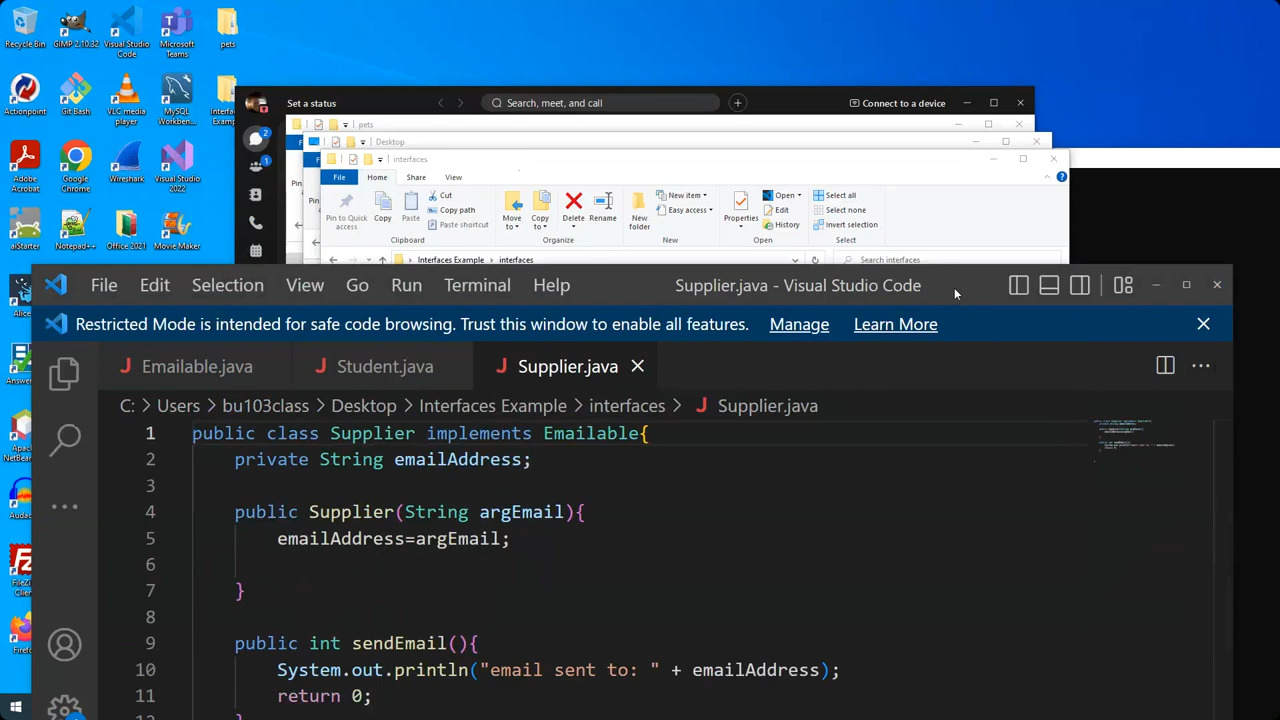 Recycle Bin
GIMP 2.10.32
Visual Studio
Code
Microsoft
Teams
pets
Actionpoint
Git Bash
VLC media
player
MySQL
Workben...
Interfaces
Examp
Adobe
Acrobat
Google
Chrome
Wireshark
Visual Studio
2022
aiStarter
Notepad++
Office 2021
Movie Maker
Set a status
Search, meet, and call
Connect to a device
2
1
pets
Desktop
interfaces
File
Home
Share
View
Pin to Quick
access
Copy
Paste
Cut
Copy path
Paste shortcut
Clipboard
Move
to
Copy
to
Delete
Rename
Organize
New
folder
New item
Easy access
New
Properties
Open
Edit
History
Open
Select all
Select none
Invert selection
Select
Interfaces Example
interfaces
Search interfaces
File Edit Selection View Go Run Terminal Help
Supplier.java - Visual Studio Code
Restricted Mode is intended for safe code browsing. Trust this window to enable all features. Manage Learn More
Emailable.java
Student.java
Supplier.java
C: > Users > bu103class > Desktop > Interfaces Example > interfaces > Supplier.java
1 public class Supplier implements Emailable{
2 private String emailAddress;
3
4 public Supplier(String argEmail){
5 emailAddress=argEmail;
6
7 }
8
9 public int sendEmail(){
10 System.out.println("email sent to: " + emailAddress);
11 return 0;